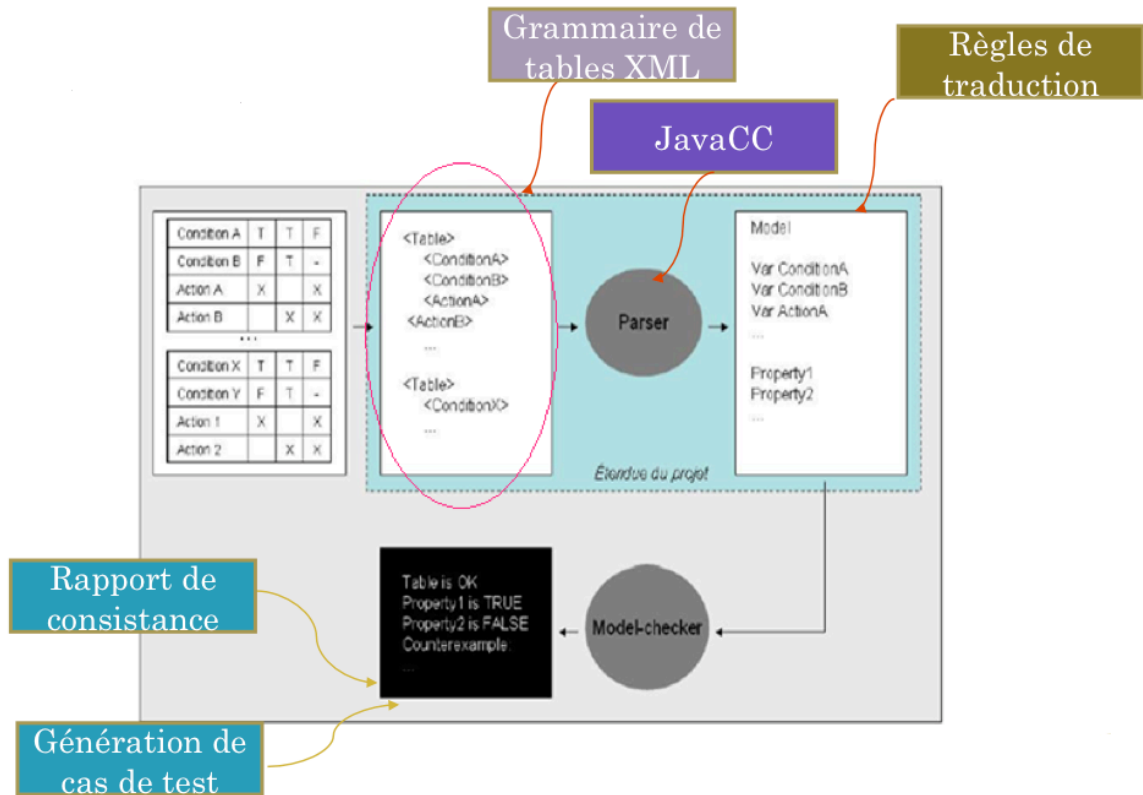 Grammaire de
tables XML
Règles de
traduction
JavaCC
Condition A T T F
Condition B F T -
Action A X X
Action B X X
...
Condition X T T F
Condition Y F T -
Action 1 X X
Action 2 X X
<Table>
<ConditionA>
<ConditionB>
<ActionA>
<ActionB>
...
<Table>
<ConditionX>
...
Parser
Model
Var ConditionA
Var ConditionB
Var ActionA
...
Property1
Property2
...
Étendue du projet
Rapport de
consistance
Table is OK
Property1 is TRUE
Property2 is FALSE
Counterexample:
...
Model-checker
Génération de
cas de test